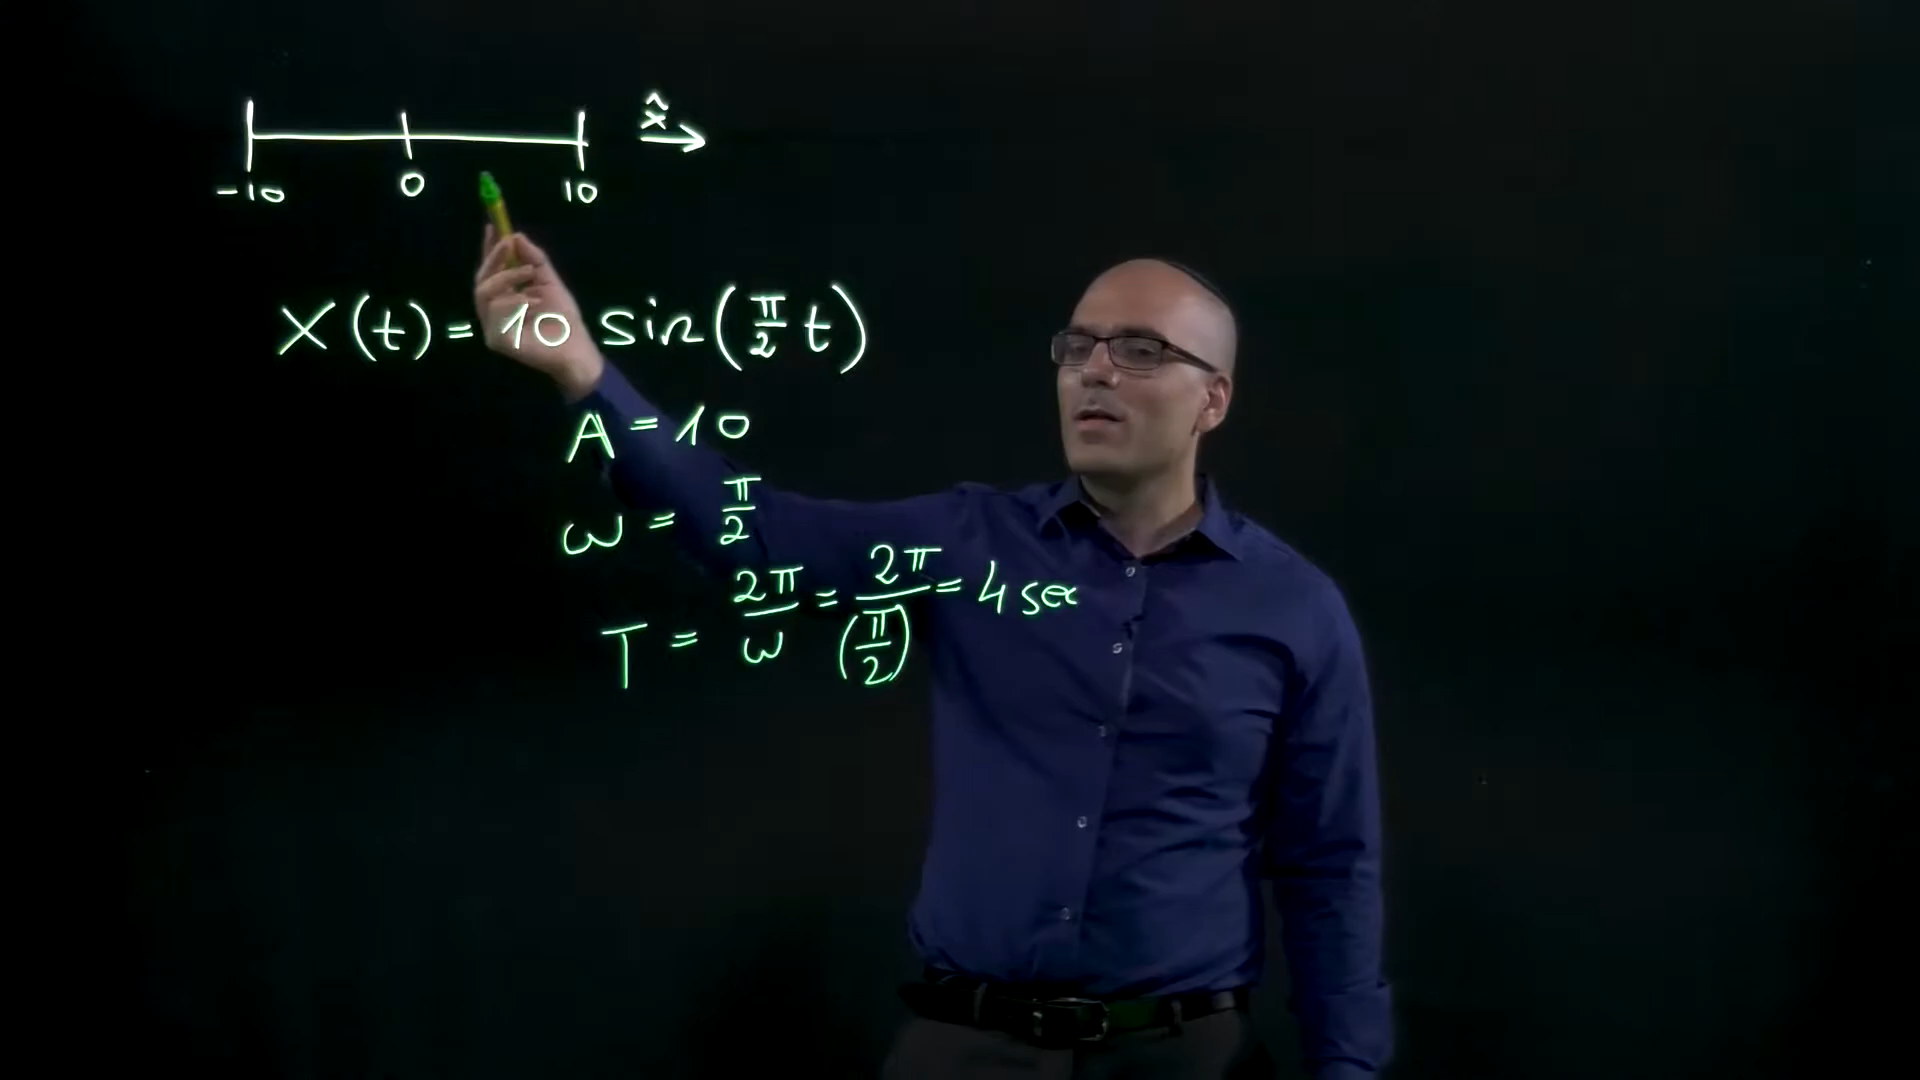 x̂
-10 0 10
X(t) = 10 sin(π/2 t)
A = 10
ω = π/2
T = 2π/ω = 2π/(π/2) = 4 sec